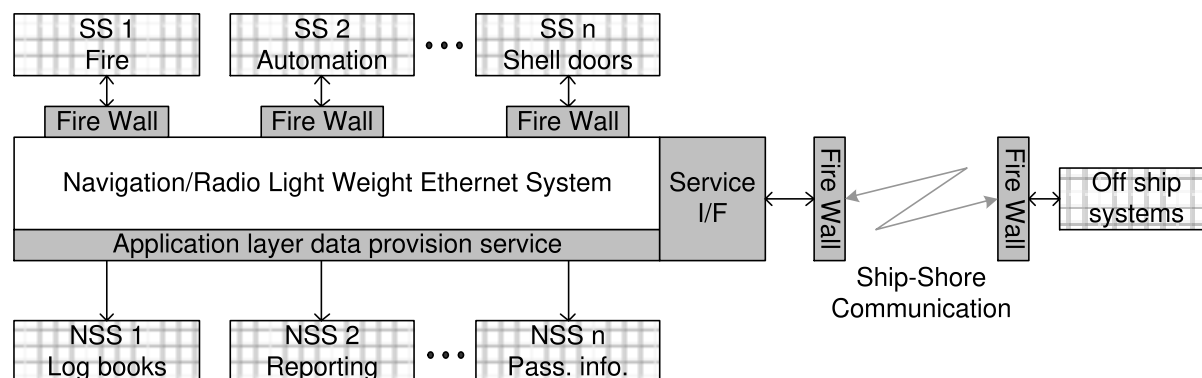 SS 1
Fire
SS 2
Automation
SS n
Shell doors
Fire Wall
Fire Wall
Fire Wall
Navigation/Radio Light Weight Ethernet System
Service
I/F
Fire Wall
Fire Wall
Off ship
systems
Application layer data provision service
Ship-Shore
Communication
NSS 1
Log books
NSS 2
Reporting
NSS n
Pass. info.